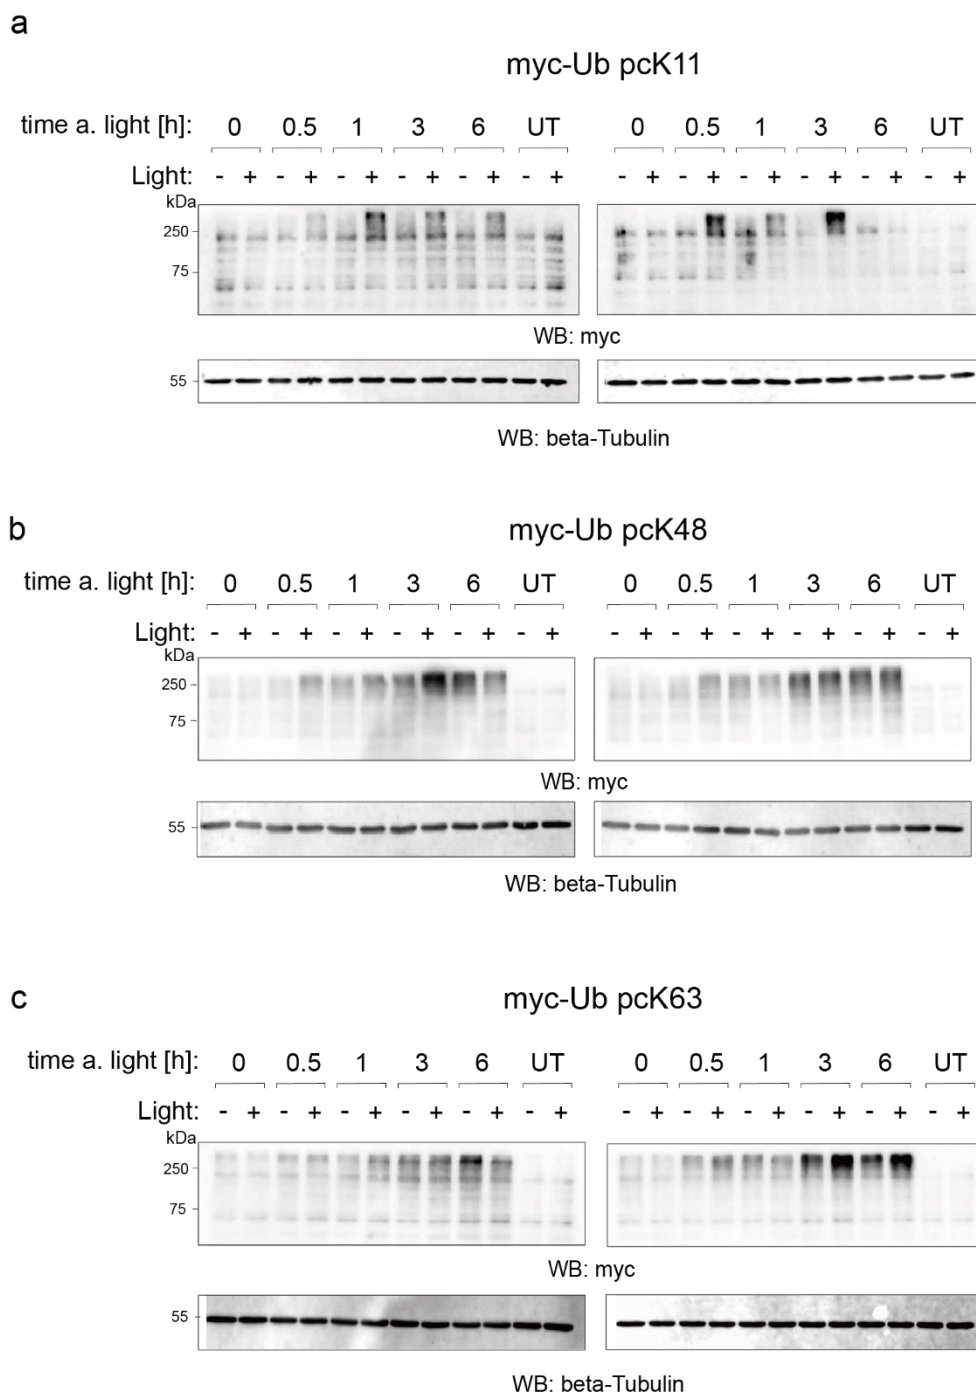 a
myc-Ub pcK11
time a. light [h]: 0 0.5 1 3 6 UT 0 0.5 1 3 6 UT
Light: - + - + - + - + - + - + - + - + - + - + - + - +
kDa
250
75
WB: myc
55
WB: beta-Tubulin
b
myc-Ub pcK48
time a. light [h]: 0 0.5 1 3 6 UT 0 0.5 1 3 6 UT
Light: - + - + - + - + - + - + - + - + - + - + - + - +
kDa
250
75
WB: myc
55
WB: beta-Tubulin
c
myc-Ub pcK63
time a. light [h]: 0 0.5 1 3 6 UT 0 0.5 1 3 6 UT
Light: - + - + - + - + - + - + - + - + - + - + - + - +
kDa
250
75
WB: myc
55
WB: beta-Tubulin